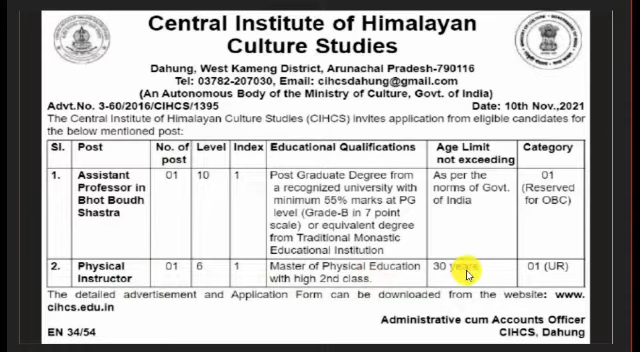 Central Institute of Himalayan
Culture Studies
Dahung, West Kameng District, Arunachal Pradesh-790116
Tel: 03782-207030, Email: cihcsdahung@gmail.com
(An Autonomous Body of the Ministry of Culture, Govt. of India)
Advt.No. 3-60/2016/CIHCS/1395 Date: 10th Nov.,2021
The Central Institute of Himalayan Culture Studies (CIHCS) invites application from eligible candidates for
the below mentioned post:
Sl. Post No. of post Level Index Educational Qualifications Age Limit not exceeding Category
1. Assistant Professor in Bhot Boudh Shastra 01 10 1 Post Graduate Degree from a recognized university with minimum 55% marks at PG level (Grade-B in 7 point scale) or equivalent degree from Traditional Monastic Educational Institution As per the norms of Govt. of India 01 (Reserved for OBC)
2. Physical Instructor 01 6 1 Master of Physical Education with high 2nd class. 30 years 01 (UR)
The detailed advertisement and Application Form can be downloaded from the website: www.
cihcs.edu.in
Administrative cum Accounts Officer
EN 34/54 CIHCS, Dahung